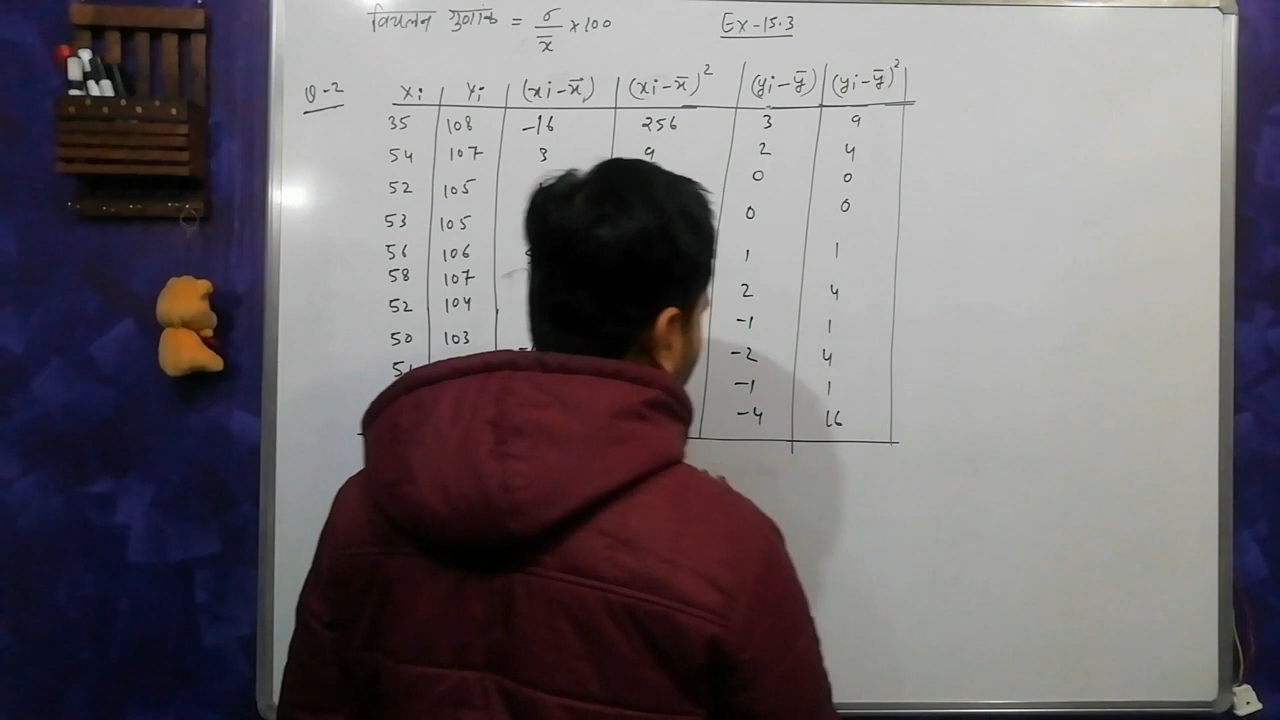 विचलन गुणांक = σ/x̄ × 100 Ex-15.3
Q-2 xi yi (xi-x̄) (xi-x̄)² (yi-ȳ) (yi-ȳ)²
35 108 -16 256 3 9
54 107 3 9 2 4
52 105 0 0
53 105 0 0
56 106 1 1
58 107 2 4
52 104 -1 1
50 103 -2 4
-1 1
-4 16